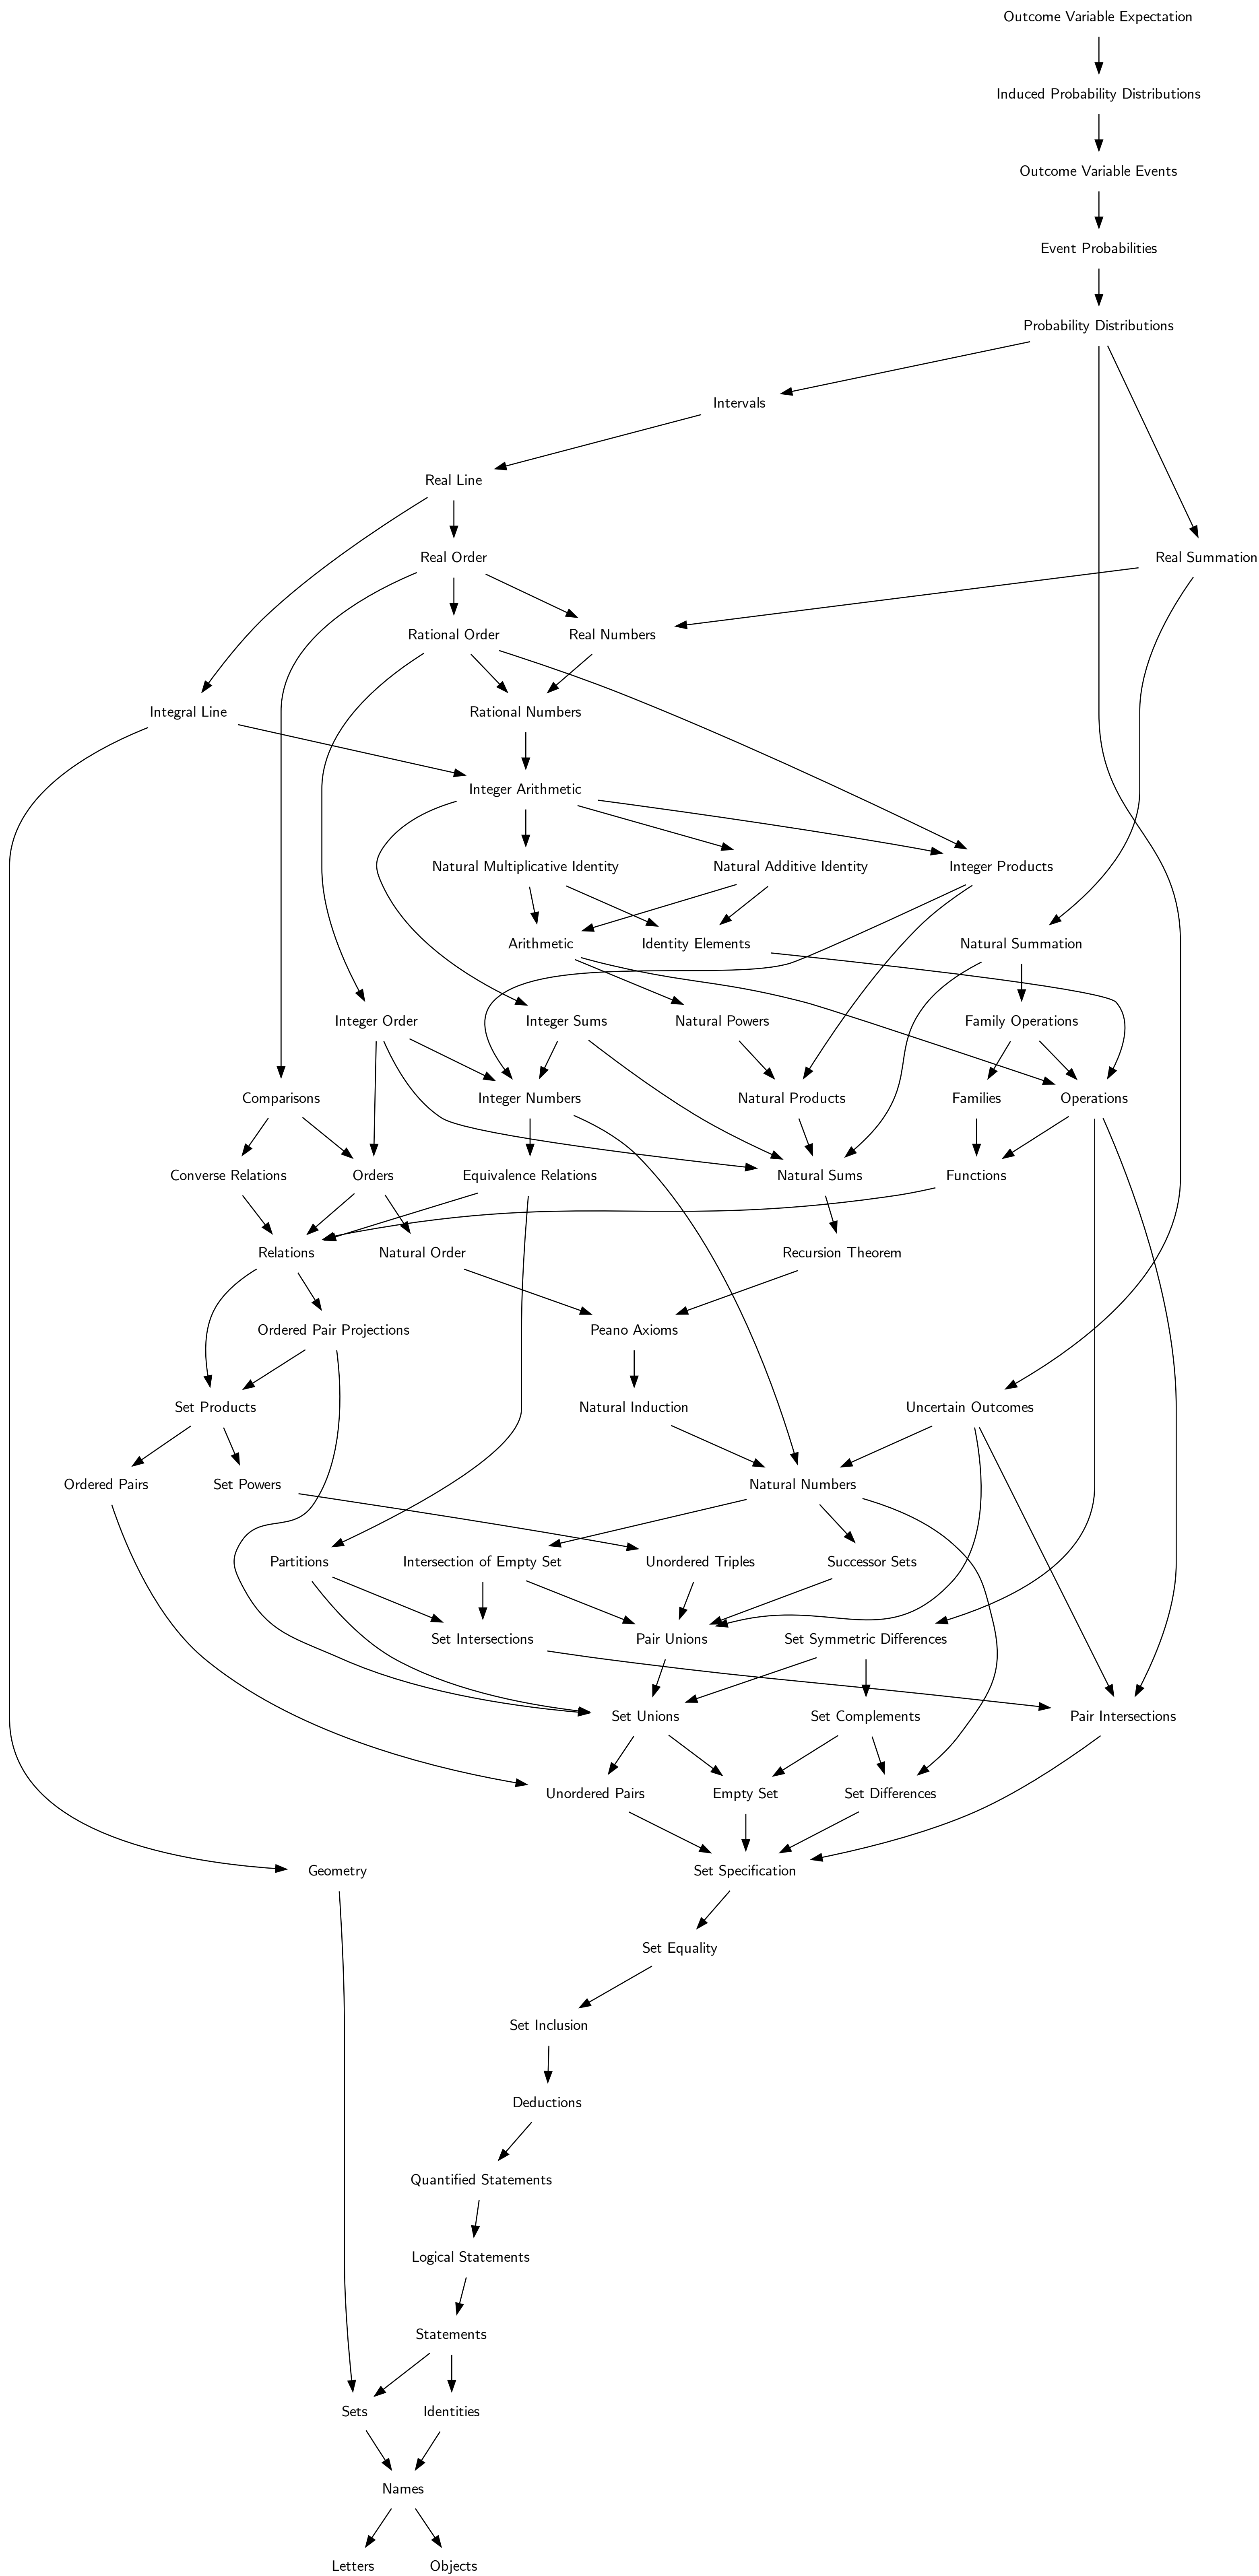 Outcome Variable Expectation
Induced Probability Distributions
Outcome Variable Events
Event Probabilities
Probability Distributions
Intervals
Real Line
Real Order
Real Summation
Rational Order
Real Numbers
Integral Line
Rational Numbers
Integer Arithmetic
Natural Multiplicative Identity
Natural Additive Identity
Integer Products
Arithmetic
Identity Elements
Natural Summation
Integer Order
Integer Sums
Natural Powers
Family Operations
Comparisons
Integer Numbers
Natural Products
Families
Operations
Converse Relations
Orders
Equivalence Relations
Natural Sums
Functions
Relations
Natural Order
Recursion Theorem
Ordered Pair Projections
Peano Axioms
Set Products
Natural Induction
Uncertain Outcomes
Ordered Pairs
Set Powers
Natural Numbers
Partitions
Intersection of Empty Set
Unordered Triples
Successor Sets
Set Intersections
Pair Unions
Set Symmetric Differences
Set Unions
Set Complements
Pair Intersections
Unordered Pairs
Empty Set
Set Differences
Geometry
Set Specification
Set Equality
Set Inclusion
Deductions
Quantified Statements
Logical Statements
Statements
Sets
Identities
Names
Letters
Objects